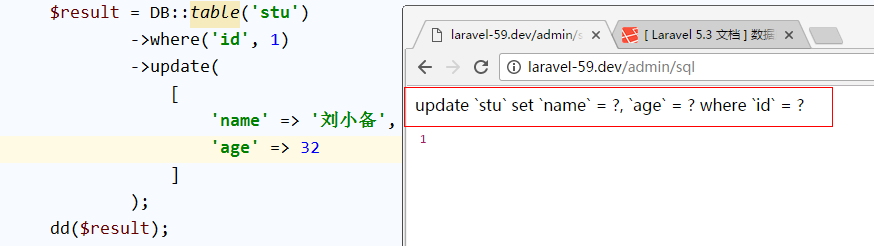 $result = DB::table('stu')
->where('id', 1)
->update(
[
'name' => '刘小备',
'age' => 32
]
);
dd($result);
laravel-59.dev/admin/s
[ Laravel 5.3 文档 ] 数据
laravel-59.dev/admin/sql
update `stu` set `name` = ?, `age` = ? where `id` = ?
1